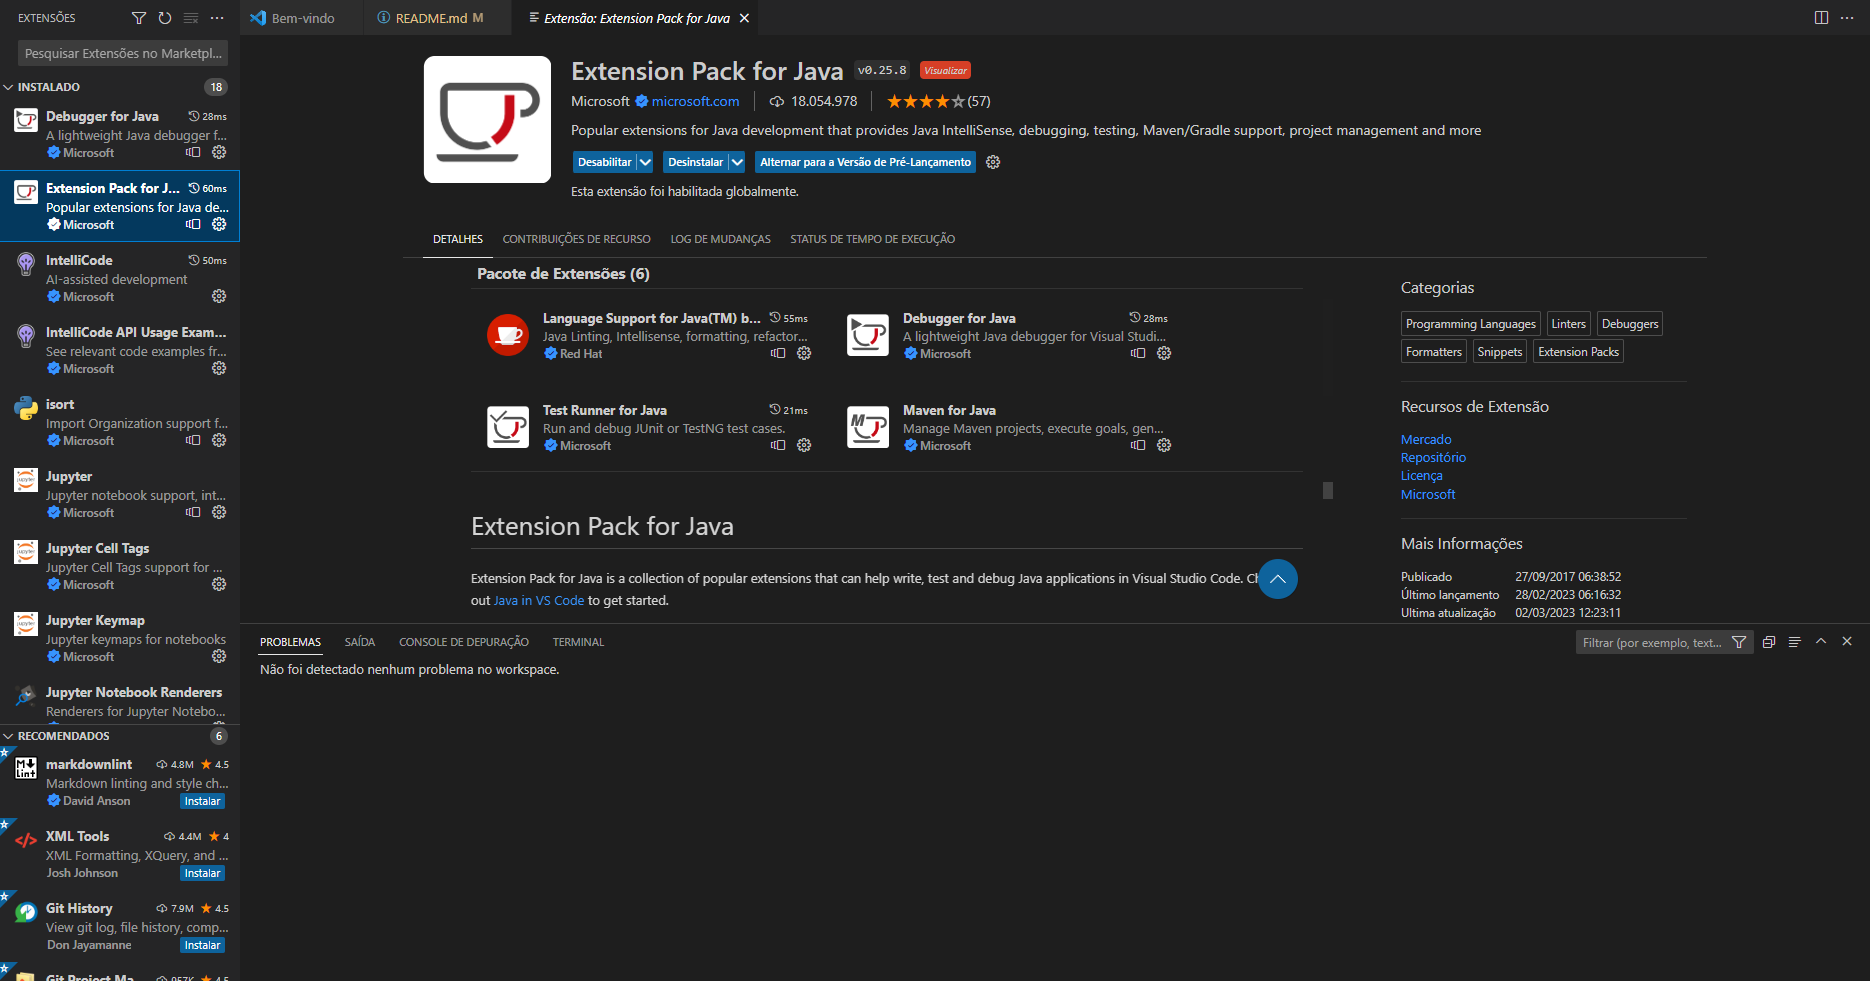 EXTENSÕES
Pesquisar Extensões no Marketpl...
INSTALADO
18
Debugger for Java
28ms
A lightweight Java debugger f...
Microsoft
Extension Pack for J...
60ms
Popular extensions for Java de...
Microsoft
IntelliCode
50ms
AI-assisted development
Microsoft
IntelliCode API Usage Exam...
See relevant code examples fr...
Microsoft
isort
Import Organization support f...
Microsoft
Jupyter
Jupyter notebook support, int...
Microsoft
Jupyter Cell Tags
Jupyter Cell Tags support for ...
Microsoft
Jupyter Keymap
Jupyter keymaps for notebooks
Microsoft
Jupyter Notebook Renderers
Renderers for Jupyter Notebo...
RECOMENDADOS
6
markdownlint
4.8M
4.5
Markdown linting and style ch...
David Anson
Instalar
XML Tools
4.4M
4
XML Formatting, XQuery, and ...
Josh Johnson
Instalar
Git History
7.9M
4.5
View git log, file history, comp...
Don Jayamanne
Instalar
Git Project Ma...
957K
4.5
Bem-vindo
README.md M
Extensão: Extension Pack for Java
Extension Pack for Java
v0.25.8
Visualizar
Microsoft
microsoft.com
18.054.978
(57)
Popular extensions for Java development that provides Java IntelliSense, debugging, testing, Maven/Gradle support, project management and more
Desabilitar
Desinstalar
Alternar para a Versão de Pré-Lançamento
Esta extensão foi habilitada globalmente.
DETALHES
CONTRIBUIÇÕES DE RECURSO
LOG DE MUDANÇAS
STATUS DE TEMPO DE EXECUÇÃO
Pacote de Extensões (6)
Language Support for Java(TM) b...
55ms
Java Linting, Intellisense, formatting, refactor...
Red Hat
Debugger for Java
28ms
A lightweight Java debugger for Visual Studi...
Microsoft
Test Runner for Java
21ms
Run and debug JUnit or TestNG test cases.
Microsoft
Maven for Java
Manage Maven projects, execute goals, gen...
Microsoft
Extension Pack for Java
Extension Pack for Java is a collection of popular extensions that can help write, test and debug Java applications in Visual Studio Code.
out Java in VS Code to get started.
Categorias
Programming Languages
Linters
Debuggers
Formatters
Snippets
Extension Packs
Recursos de Extensão
Mercado
Repositório
Licença
Microsoft
Mais Informações
Publicado 27/09/2017 06:38:52
Último lançamento 28/02/2023 06:16:32
Ultima atualização 02/03/2023 12:23:11
PROBLEMAS
SAÍDA
CONSOLE DE DEPURAÇÃO
TERMINAL
Filtrar (por exemplo, text...
Não foi detectado nenhum problema no workspace.